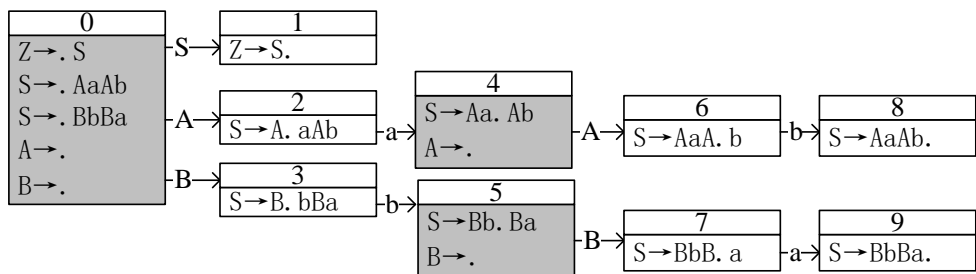 0
Z→. S
S→. AaAb
S→. BbBa
A→.
B→.
S
1
Z→S.
A
2
S→A. aAb
a
4
S→Aa. Ab
A→.
A
6
S→AaA. b
b
8
S→AaAb.
B
3
S→B. bBa
b
5
S→Bb. Ba
B→.
B
7
S→BbB. a
a
9
S→BbBa.